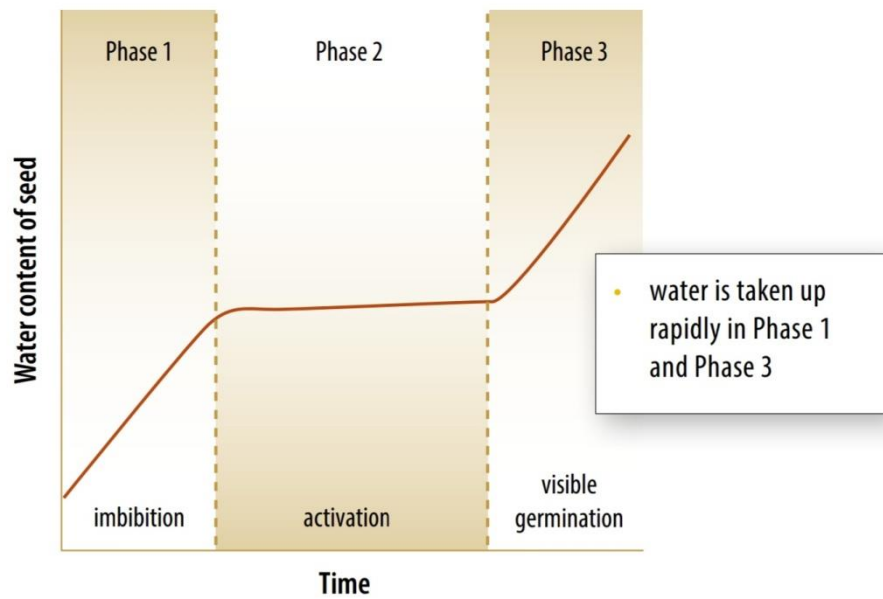 Phase 1
Phase 2
Phase 3
Water content of seed
• water is taken up
rapidly in Phase 1
and Phase 3
imbibition
activation
visible
germination
Time